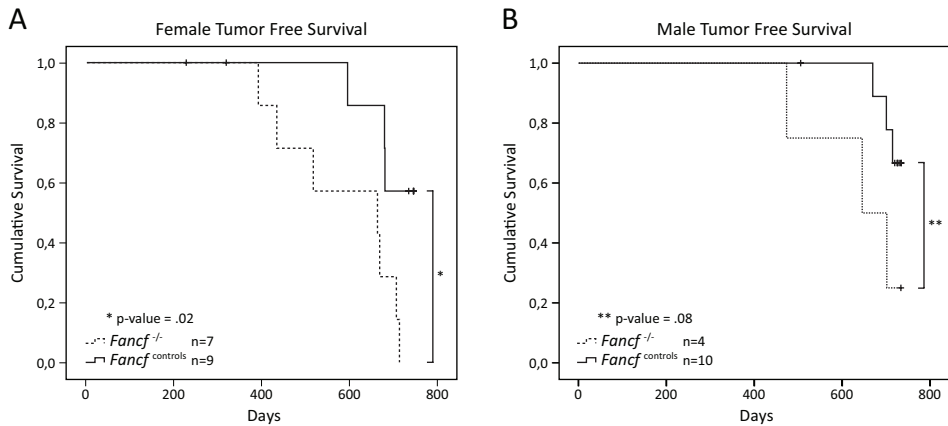 A
Female Tumor Free Survival
Cumulative Survival
1,0
0,8
0,6
0,4
0,2
0,0
*
* p-value = .02
Fancf -/- n=7
Fancf controls n=9
0 200 400 600 800
Days
B
Male Tumor Free Survival
Cumulative Survival
1,0
0,8
0,6
0,4
0,2
0,0
**
** p-value = .08
Fancf -/- n=4
Fancf controls n=10
0 200 400 600 800
Days